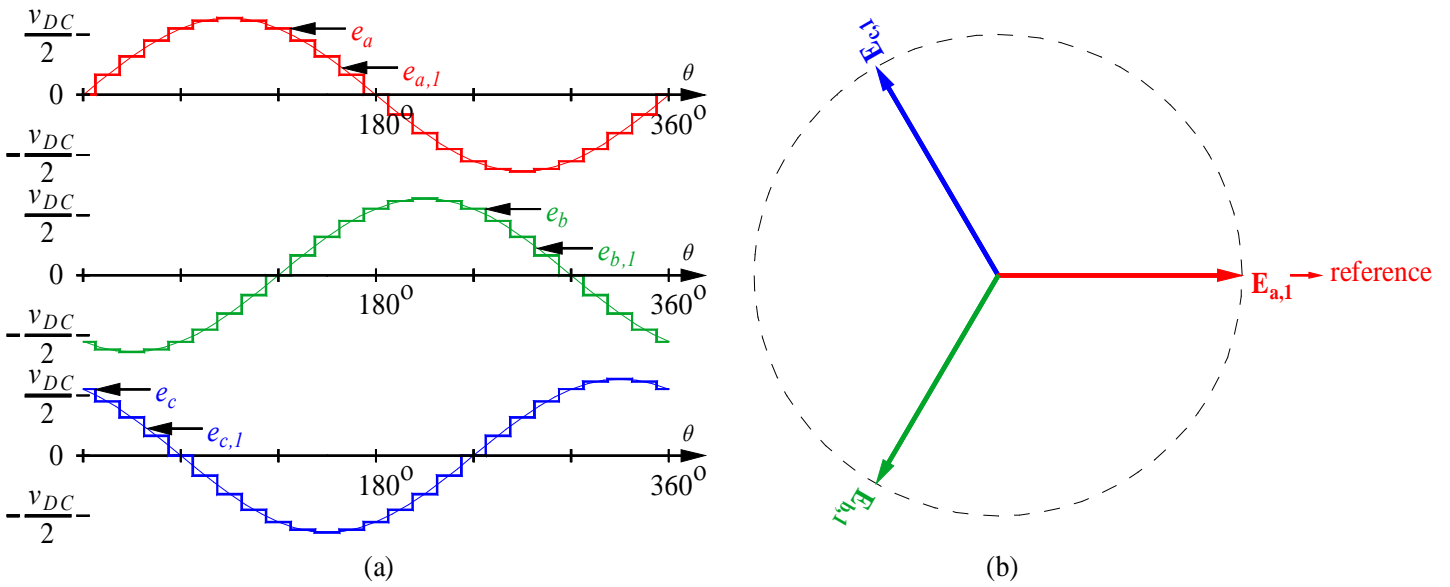 v_DC/2
e_a
e_a,1
0
θ
180°
360°
-v_DC/2
v_DC/2
e_b
e_b,1
0
θ
180°
360°
-v_DC/2
v_DC/2
e_c
e_c,1
0
θ
180°
360°
-v_DC/2
(a)
E_c,1
E_a,1
reference
E_b,1
(b)